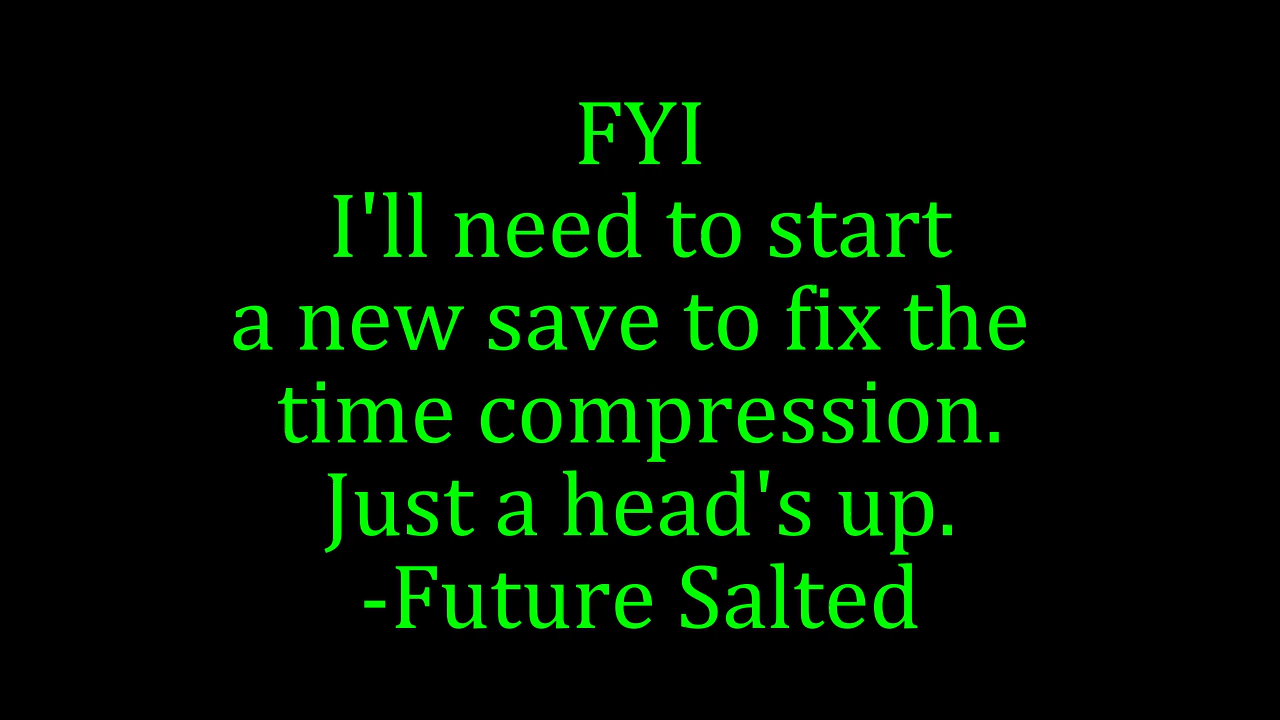 FYI
I'll need to start
a new save to fix the
time compression.
Just a head's up.
-Future Salted